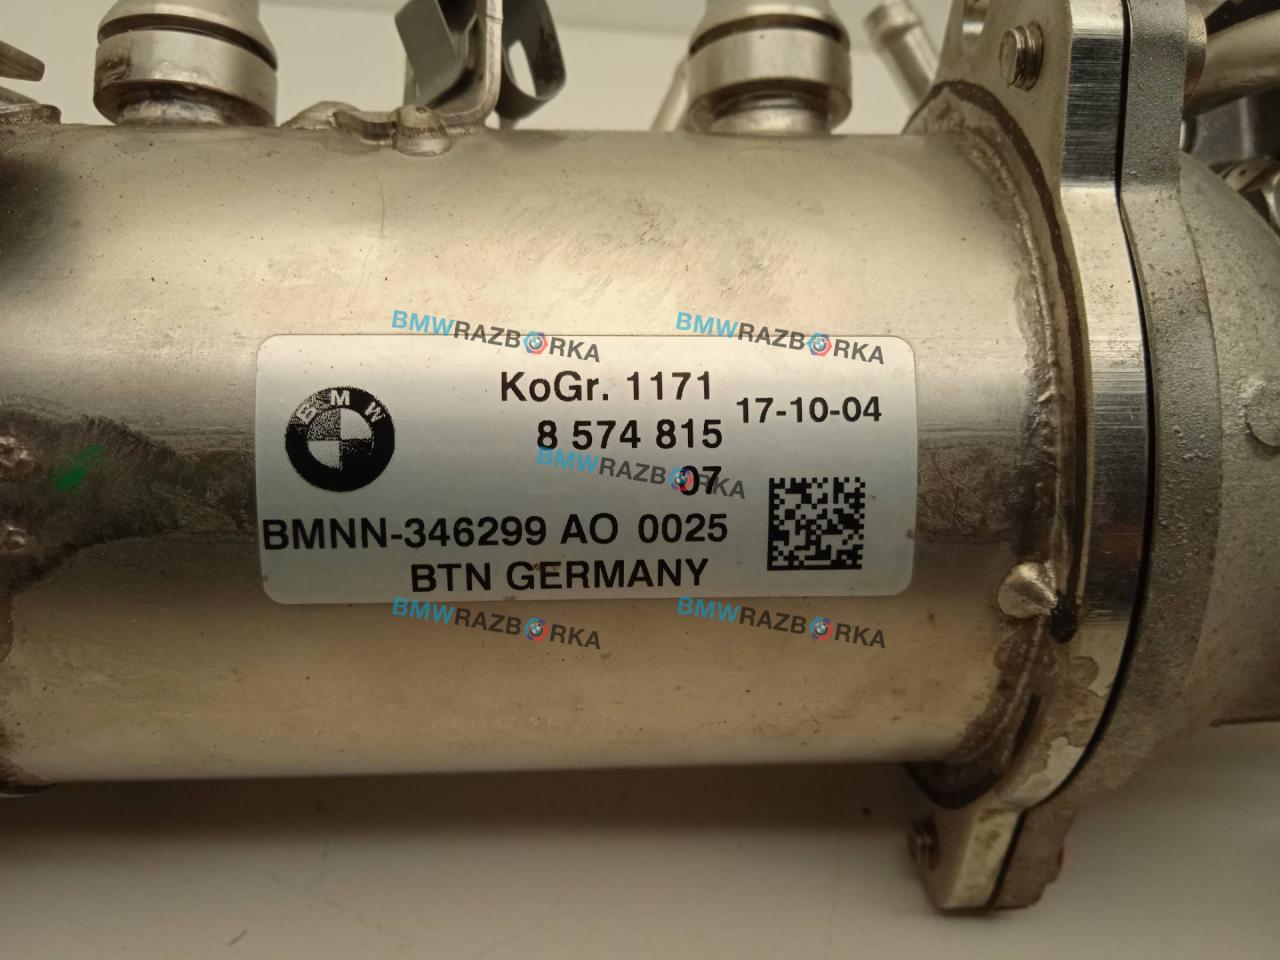 BMWRAZBORKA BMWRAZBORKA
KoGr. 1171
17-10-04
8 574 815
BMW
BMWRAZBORKA
07
BMNN-346299 AO 0025
BTN GERMANY
BMWRAZBORKA BMWRAZBORKA